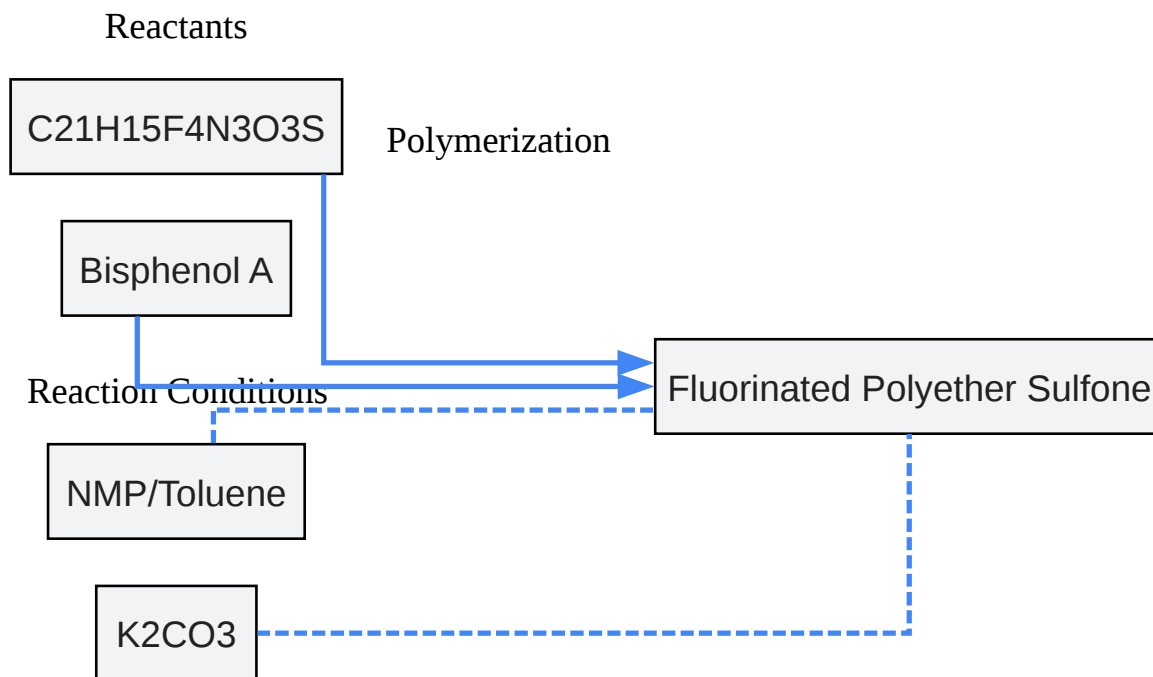 Reactants
C21H15F4N3O3S
Polymerization
Bisphenol A
Reaction Conditions
Fluorinated Polyether Sulfone
NMP/Toluene
K2CO3